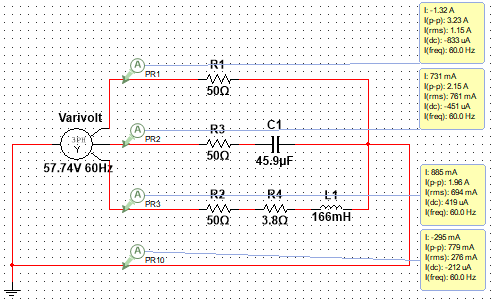 I: -1.32 A
I(p-p): 3.23 A
I(rms): 1.15 A
I(dc): -833 uA
I(freq): 60.0 Hz
A
PR1
R1
50Ω
I: 731 mA
I(p-p): 2.15 A
I(rms): 761 mA
I(dc): -451 uA
I(freq): 60.0 Hz
Varivolt
3PH
Y
57.74V 60Hz
A
PR2
R3
50Ω
C1
45.9µF
I: 885 mA
I(p-p): 1.96 A
I(rms): 694 mA
I(dc): 419 uA
I(freq): 60.0 Hz
A
PR3
R2
50Ω
R4
3.8Ω
L1
166mH
I: -295 mA
I(p-p): 779 mA
I(rms): 276 mA
I(dc): -212 uA
I(freq): 60.0 Hz
A
PR10